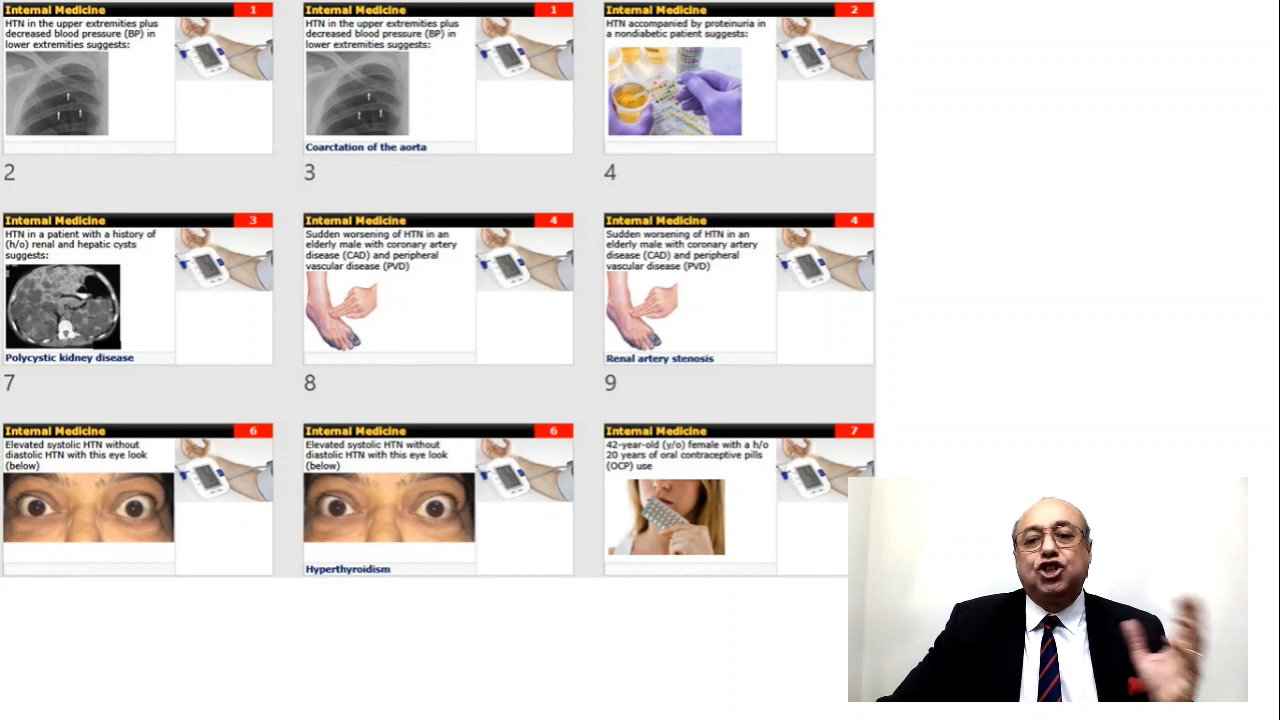 Internal Medicine 1
HTN in the upper extremities plus
decreased blood pressure (BP) in
lower extremities suggests:
2
Internal Medicine 1
HTN in the upper extremities plus
decreased blood pressure (BP) in
lower extremities suggests:
Coarctation of the aorta
3
Internal Medicine 2
HTN accompanied by proteinuria in
a nondiabetic patient suggests:
4
Internal Medicine 3
HTN in a patient with a history of
(h/o) renal and hepatic cysts
suggests:
Polycystic kidney disease
7
Internal Medicine 4
Sudden worsening of HTN in an
elderly male with coronary artery
disease (CAD) and peripheral
vascular disease (PVD)
8
Internal Medicine 4
Sudden worsening of HTN in an
elderly male with coronary artery
disease (CAD) and peripheral
vascular disease (PVD)
Renal artery stenosis
9
Internal Medicine 6
Elevated systolic HTN without
diastolic HTN with this eye look
(below)
Internal Medicine 6
Elevated systolic HTN without
diastolic HTN with this eye look
(below)
Hyperthyroidism
Internal Medicine 7
42-year-old (y/o) female with a h/o
20 years of oral contraceptive pills
(OCP) use